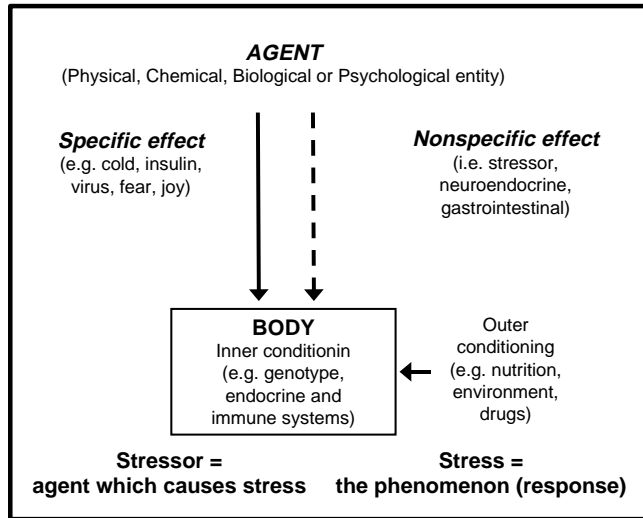 AGENT
(Physical, Chemical, Biological or Psychological entity)
Specific effect
(e.g. cold, insulin,
virus, fear, joy)
Nonspecific effect
(i.e. stressor,
neuroendocrine,
gastrointestinal)
BODY
Inner conditionin
(e.g. genotype,
endocrine and
immune systems)
Outer
conditioning
(e.g. nutrition,
environment,
drugs)
Stressor =
agent which causes stress
Stress =
the phenomenon (response)